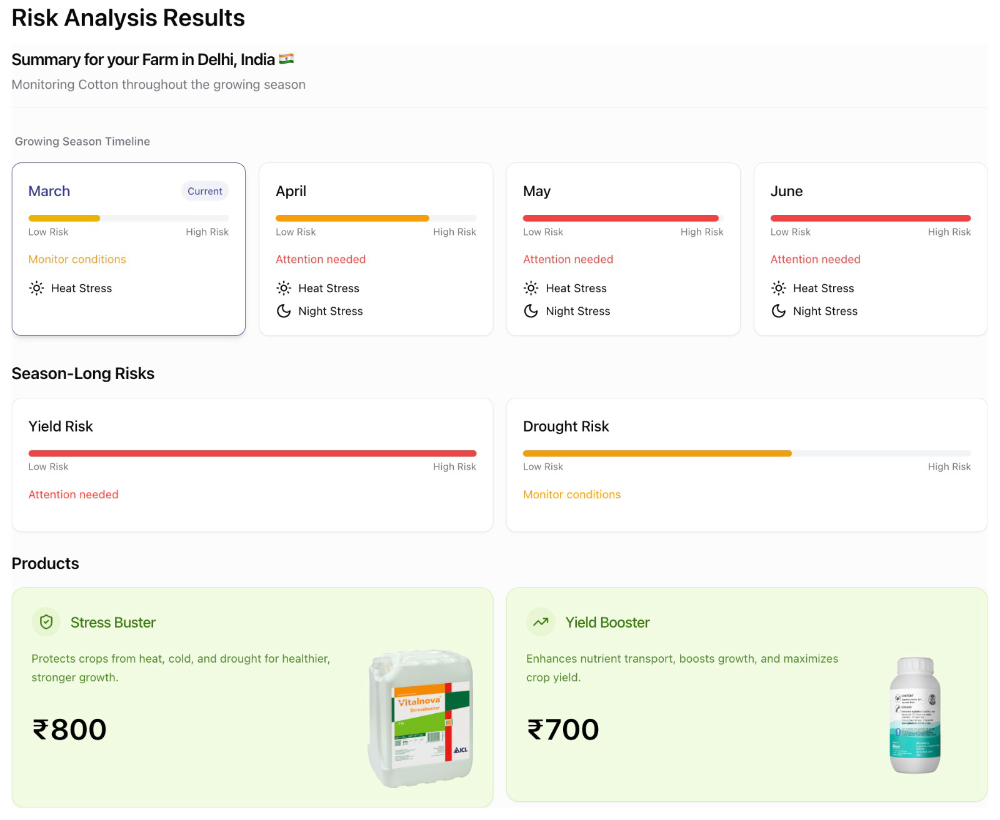 Risk Analysis Results
Summary for your Farm in Delhi, India
Monitoring Cotton throughout the growing season
Growing Season Timeline
March
Current
Low Risk
High Risk
Monitor conditions
Heat Stress
April
Low Risk
High Risk
Attention needed
Heat Stress
Night Stress
May
Low Risk
High Risk
Attention needed
Heat Stress
Night Stress
June
Low Risk
High Risk
Attention needed
Heat Stress
Night Stress
Season-Long Risks
Yield Risk
Low Risk
High Risk
Attention needed
Drought Risk
Low Risk
High Risk
Monitor conditions
Products
Stress Buster
Protects crops from heat, cold, and drought for healthier,
stronger growth.
₹800
Vitalnova
Stressbuster
ICL
Yield Booster
Enhances nutrient transport, boosts growth, and maximizes
crop yield.
₹700
CONTENT
DOSAGE